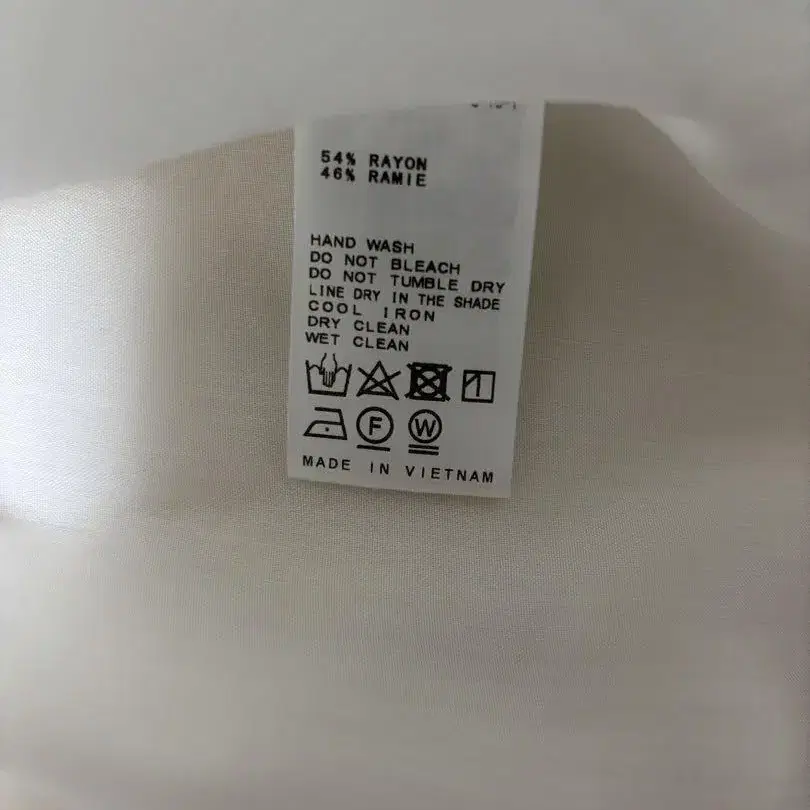 54% RAYON
46% RAMIE
HAND WASH
DO NOT BLEACH
DO NOT TUMBLE DRY
LINE DRY IN THE SHADE
COOL IRON
DRY CLEAN
WET CLEAN
F W
MADE IN VIETNAM